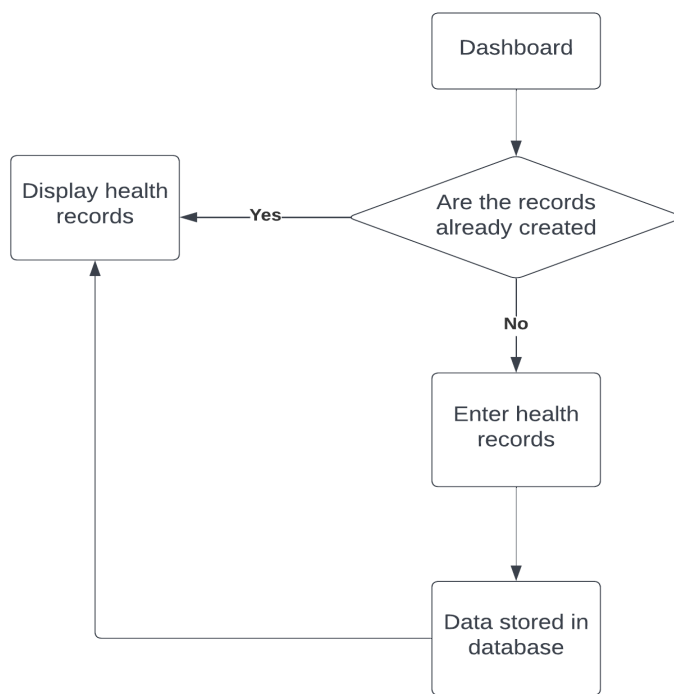 Dashboard
Display health
records
Yes
Are the records
already created
No
Enter health
records
Data stored in
database